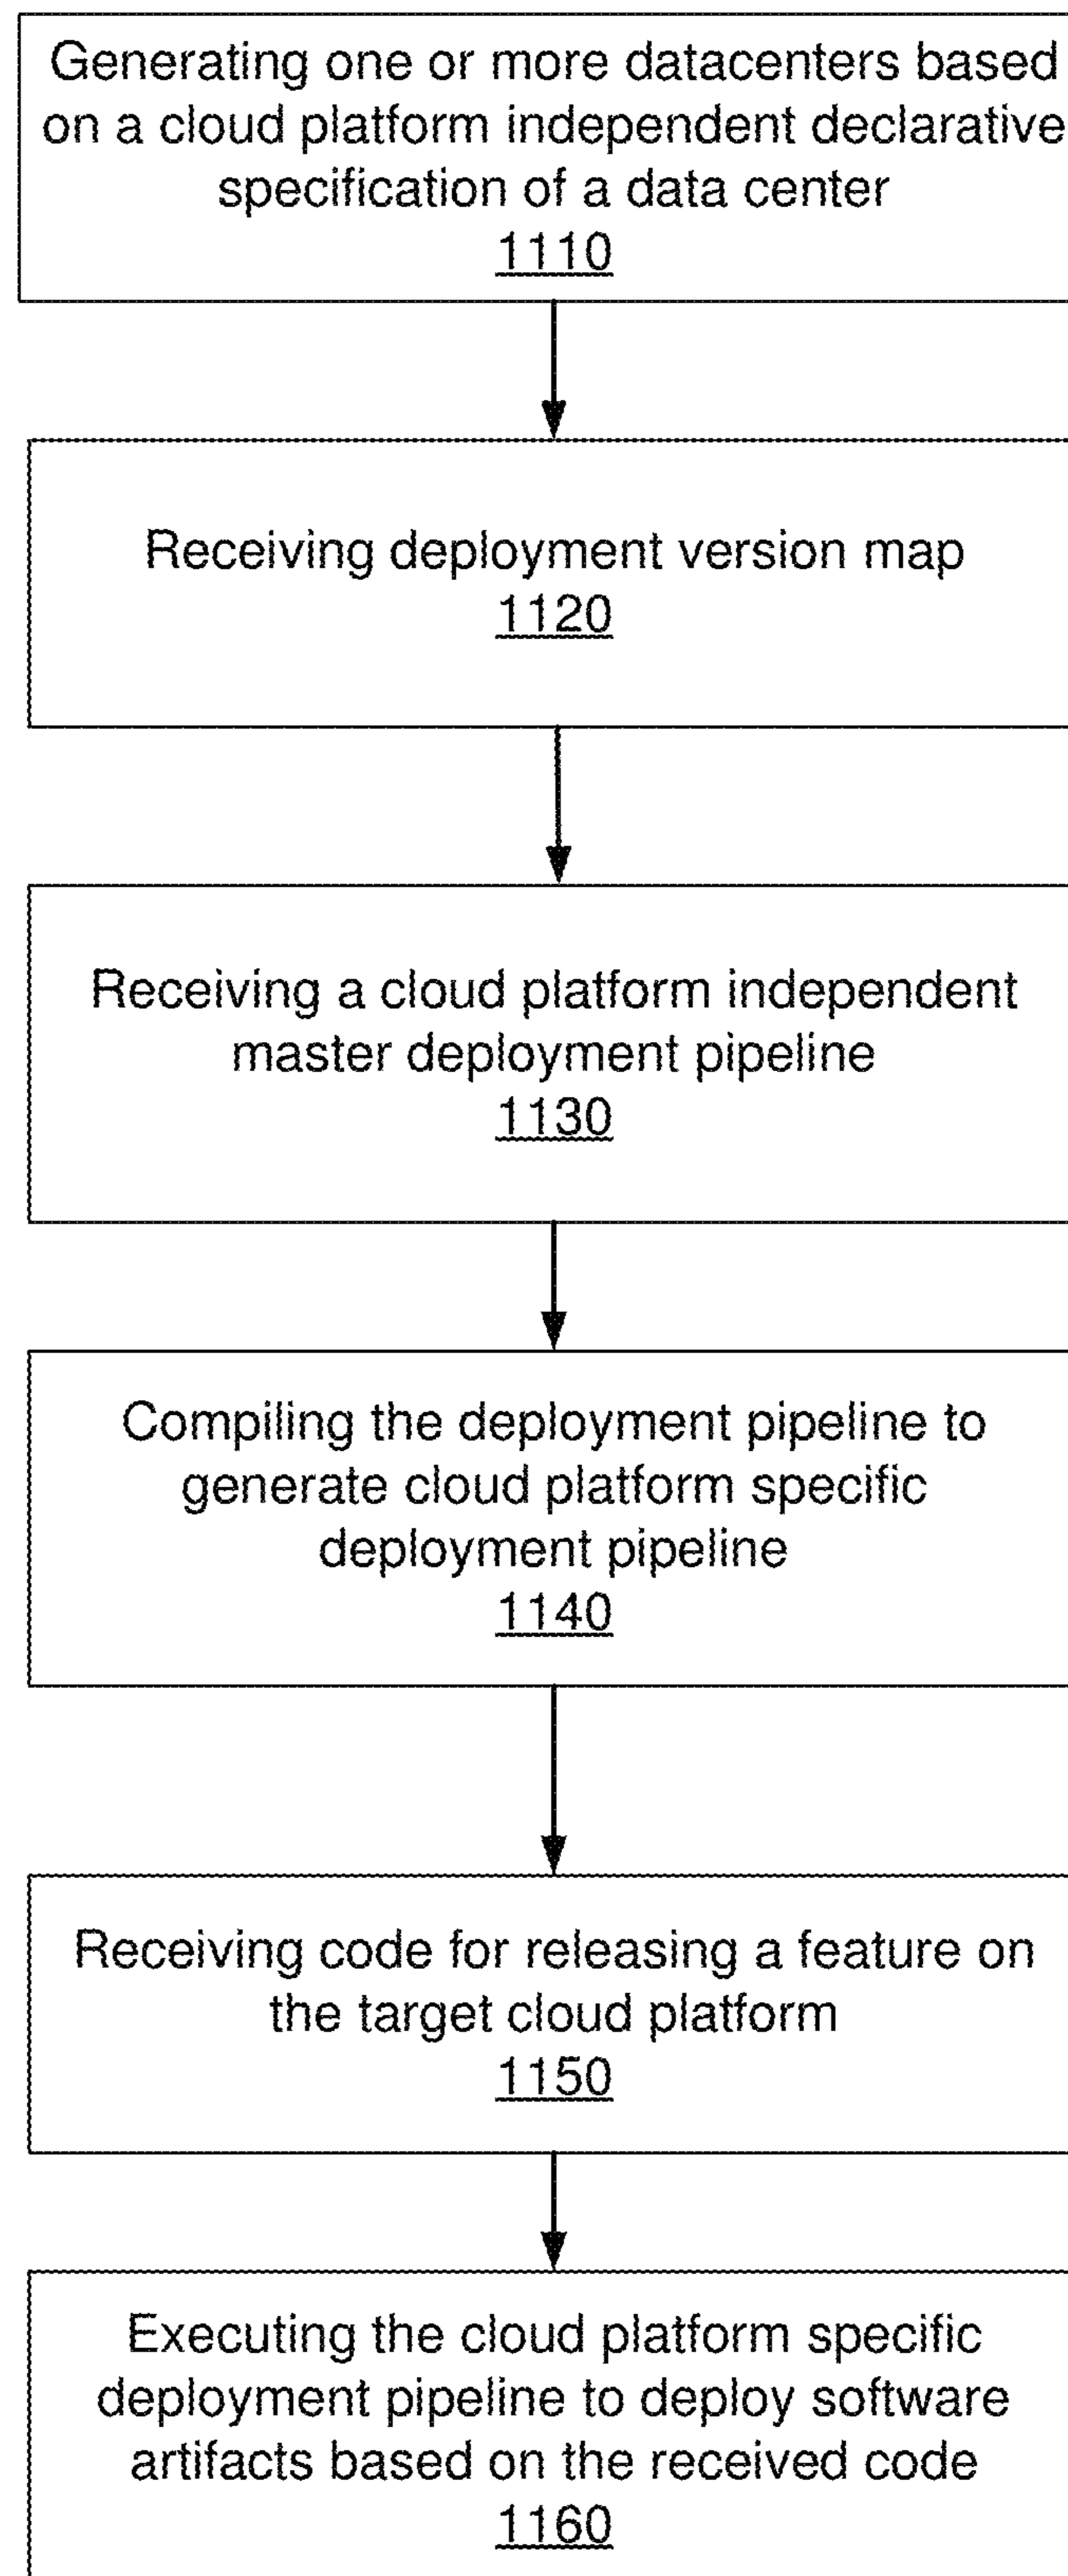 Generating one or more datacenters based
on a cloud platform independent declarative
specification of a data center
1110
Receiving deployment version map
1120
Receiving a cloud platform independent
master deployment pipeline
1130
Compiling the deployment pipeline to
generate cloud platform specific
deployment pipeline
1140
Receiving code for releasing a feature on
the target cloud platform
1150
Executing the cloud platform specific
deployment pipeline to deploy software
artifacts based on the received code
1160